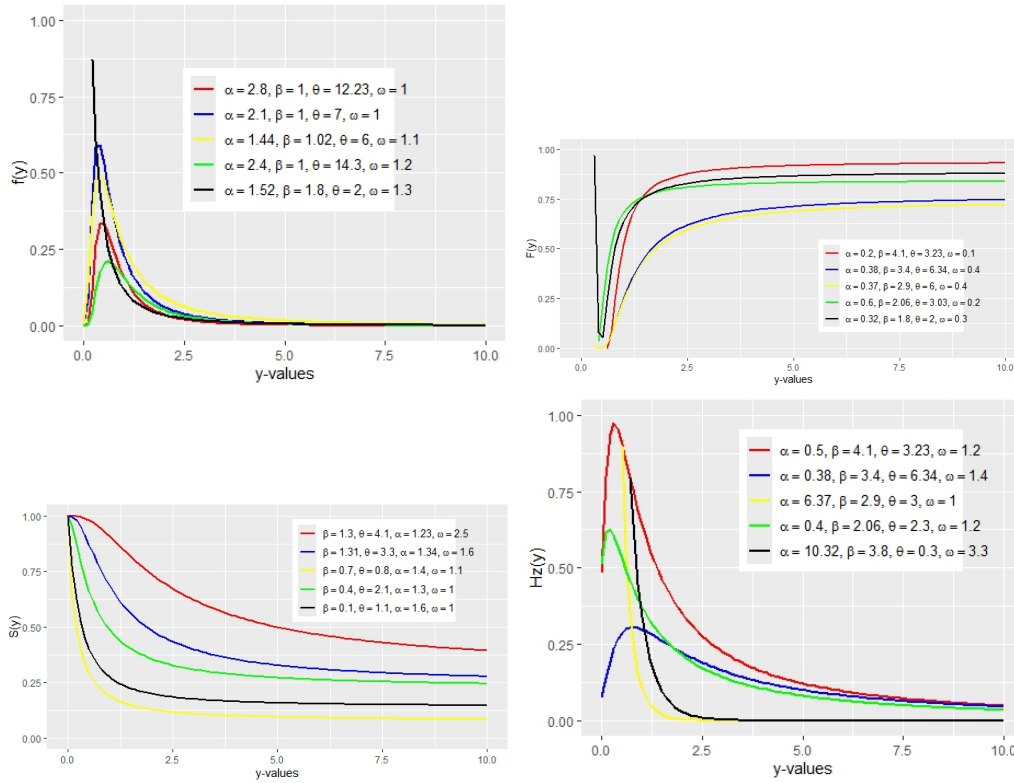 1.00
0.75
0.50
0.25
0.00
f(y)
α = 2.8, β = 1, θ = 12.23, ω = 1
α = 2.1, β = 1, θ = 7, ω = 1
α = 1.44, β = 1.02, θ = 6, ω = 1.1
α = 2.4, β = 1, θ = 14.3, ω = 1.2
α = 1.52, β = 1.8, θ = 2, ω = 1.3
0.0 2.5 5.0 7.5 10.0
y-values
1.00
0.75
0.50
0.25
0.00
F(y)
α = 0.2, β = 4.1, θ = 3.23, ω = 0.1
α = 0.38, β = 3.4, θ = 6.34, ω = 0.4
α = 0.37, β = 2.9, θ = 6, ω = 0.4
α = 0.6, β = 2.06, θ = 3.03, ω = 0.2
α = 0.32, β = 1.8, θ = 2, ω = 0.3
0.0 2.5 5.0 7.5 10.0
y-values
1.00
0.75
0.50
0.25
0.00
S(y)
β = 1.3, θ = 4.1, α = 1.23, ω = 2.5
β = 1.31, θ = 3.3, α = 1.34, ω = 1.6
β = 0.7, θ = 0.8, α = 1.4, ω = 1.1
β = 0.4, θ = 2.1, α = 1.3, ω = 1
β = 0.1, θ = 1.1, α = 1.6, ω = 1
0.0 2.5 5.0 7.5 10.0
y-values
1.00
0.75
0.50
0.25
0.00
Hz(y)
α = 0.5, β = 4.1, θ = 3.23, ω = 1.2
α = 0.38, β = 3.4, θ = 6.34, ω = 1.4
α = 6.37, β = 2.9, θ = 3, ω = 1
α = 0.4, β = 2.06, θ = 2.3, ω = 1.2
α = 10.32, β = 3.8, θ = 0.3, ω = 3.3
0.0 2.5 5.0 7.5 10.0
y-values